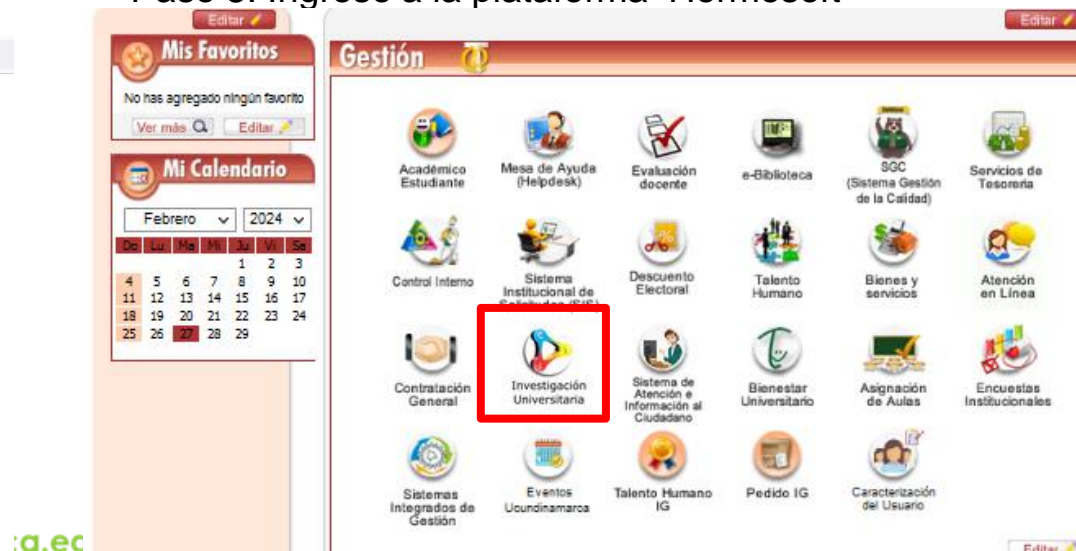 Paso 3. Ingreso a la plataforma Hermesoft
Editar
Editar
Mis Favoritos
No has agregado ningún favorito
Ver más
Editar
Mi Calendario
Febrero
2024
Do Lu Ma Mi Ju Vi Sa
1 2 3
4 5 6 7 8 9 10
11 12 13 14 15 16 17
18 19 20 21 22 23 24
25 26 27 28 29
Gestión
Académico
Estudiante
Mesa de Ayuda
(Helpdesk)
Evaluación
docente
e-Biblioteca
SGC
(Sistema Gestión
de la Calidad)
Servicios de
Tesorería
Control Interno
Sistema
Institucional de
Solicitudes (SIS)
Descuento
Electoral
Talento
Humano
Bienes y
servicios
Atención
en Línea
Contratación
General
Investigación
Universitaria
Sistema de
Atención e
Información al
Ciudadano
Bienestar
Universitario
Asignación
de Aulas
Encuestas
Institucionales
Sistemas
Integrados de
Gestión
Eventos
Ucundinamarca
Talento Humano
IG
Pedido IG
Caracterización
del Usuario
Editar
ca.ec